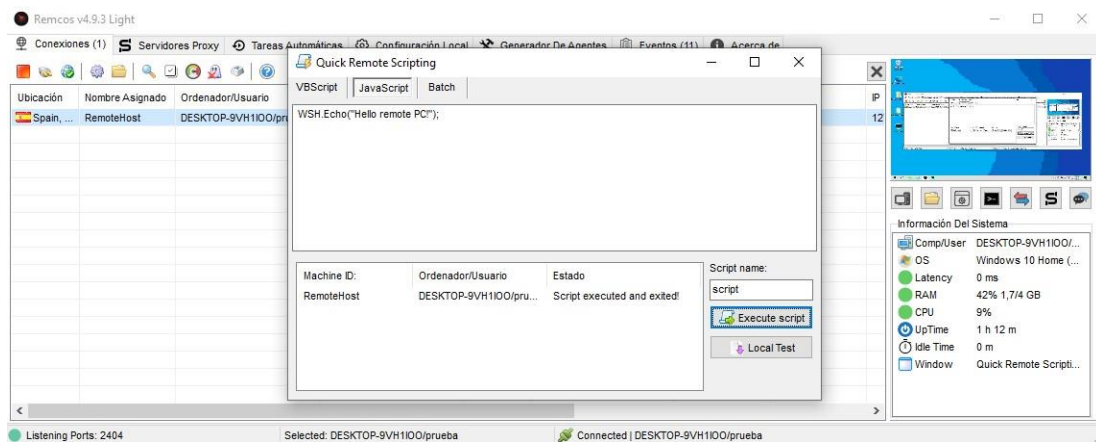 Remcos v4.9.3 Light
Conexiones (1) Servidores Proxy Tareas Automáticas Configuración Local Generador De Agentes Eventos (11) Acerca de
Quick Remote Scripting
VBScript JavaScript Batch
Ubicación Nombre Asignado Ordenador/Usuario IP
Spain, ... RemoteHost DESKTOP-9VH1IOO/pru 12
WSH.Echo("Hello remote PC!");
Machine ID: Ordenador/Usuario Estado
RemoteHost DESKTOP-9VH1IOO/pru... Script executed and exited!
Script name:
script
Execute script
Local Test
Información Del Sistema
Comp/User DESKTOP-9VH1IOO/...
OS Windows 10 Home (...
Latency 0 ms
RAM 42% 1,7/4 GB
CPU 9%
UpTime 1 h 12 m
Idle Time 0 m
Window Quick Remote Scripti...
Listening Ports: 2404 Selected: DESKTOP-9VH1IOO/prueba Connected | DESKTOP-9VH1IOO/prueba